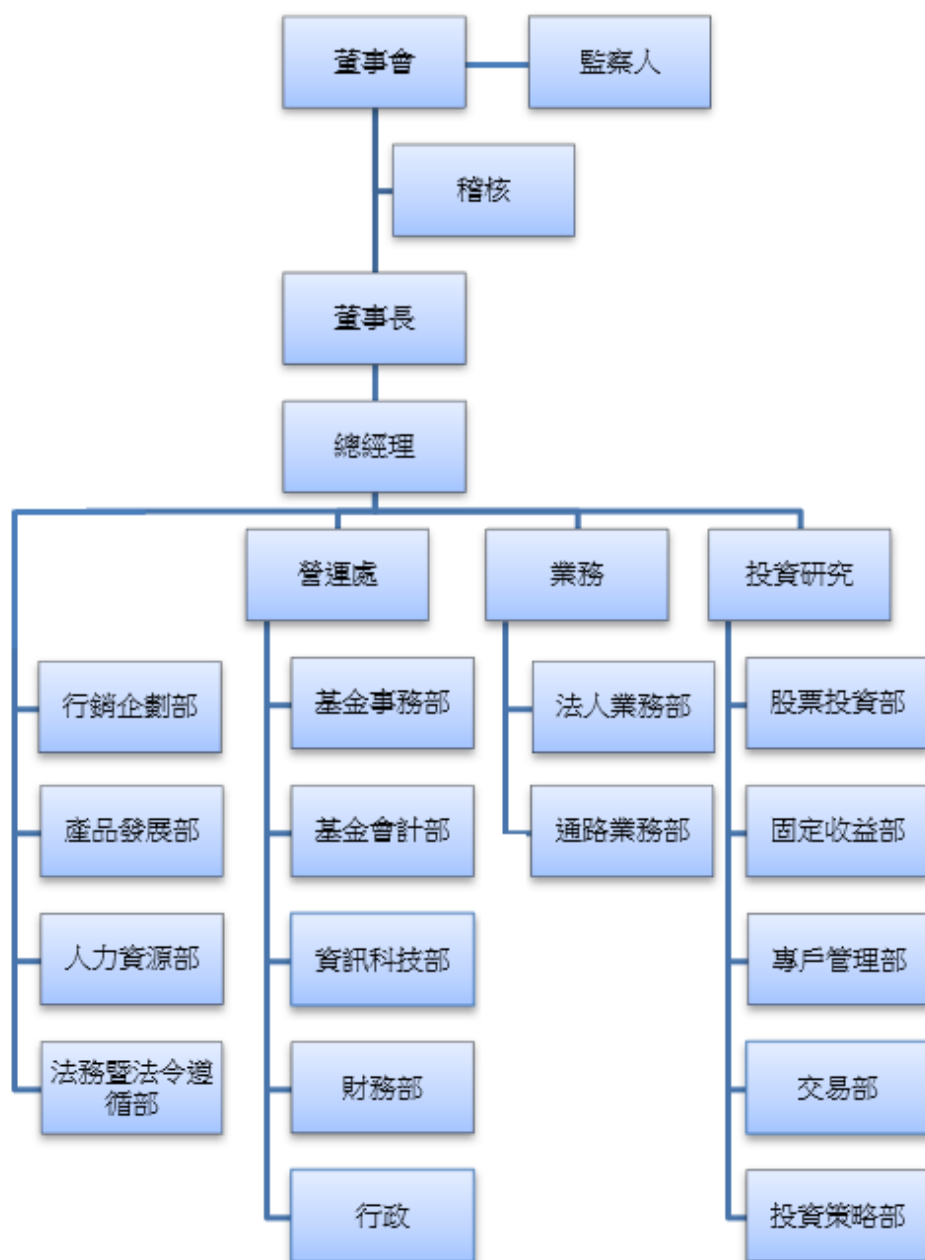 董事會
監察人
稽核
董事長
總經理
營運處
業務
投資研究
行銷企劃部
基金事務部
法人業務部
股票投資部
產品發展部
基金會計部
通路業務部
固定收益部
人力資源部
資訊科技部
專戶管理部
法務暨法令遵
循部
財務部
交易部
行政
投資策略部